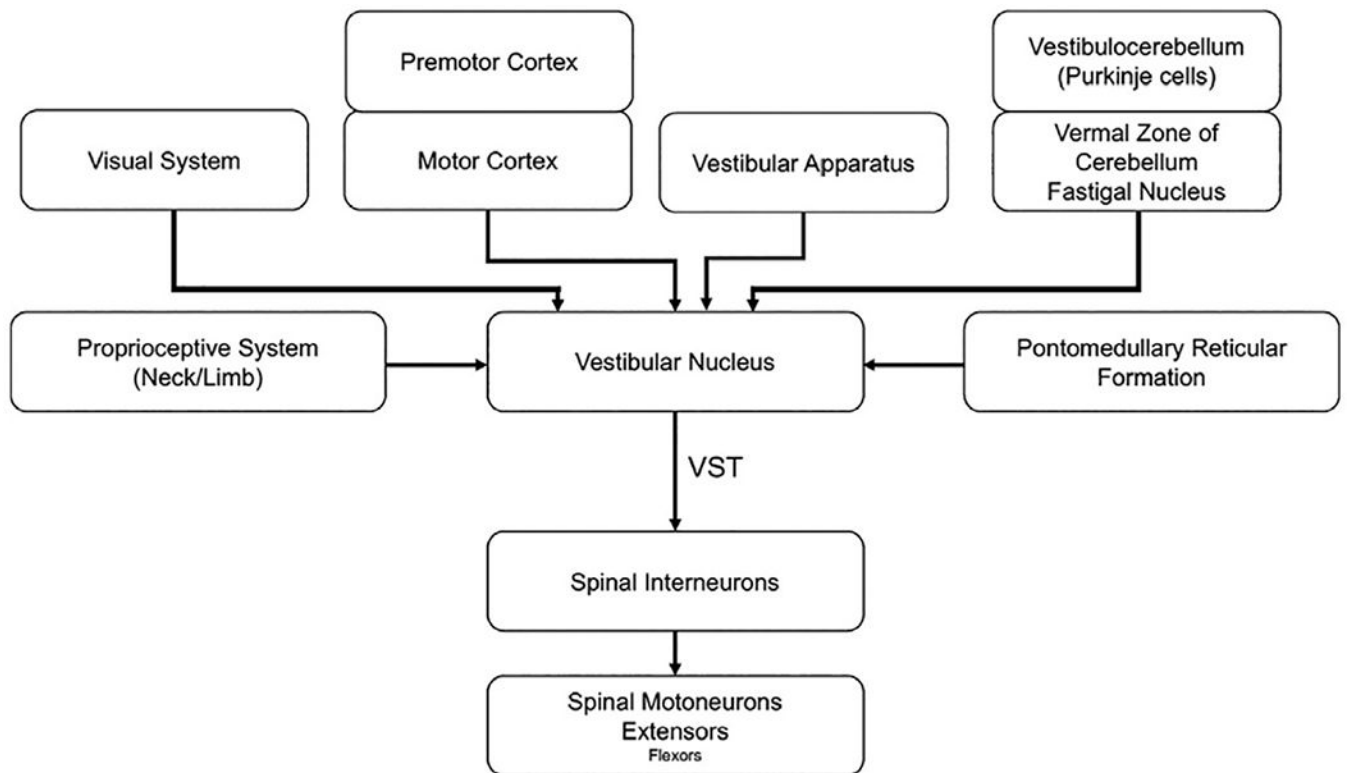 Premotor Cortex
Vestibulocerebellum
(Purkinje cells)
Visual System
Motor Cortex
Vestibular Apparatus
Vermal Zone of
Cerebellum
Fastigal Nucleus
Proprioceptive System
(Neck/Limb)
Vestibular Nucleus
Pontomedullary Reticular
Formation
VST
Spinal Interneurons
Spinal Motoneurons
Extensors
Flexors